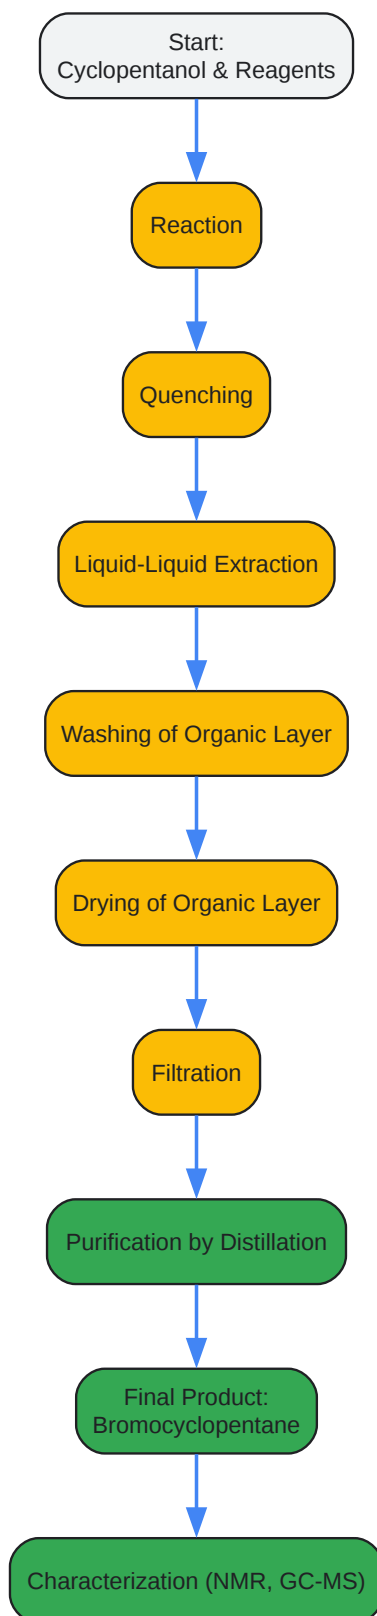 Start:
Cyclopentanol & Reagents
Reaction
Quenching
Liquid-Liquid Extraction
Washing of Organic Layer
Drying of Organic Layer
Filtration
Purification by Distillation
Final Product:
Bromocyclopentane
Characterization (NMR, GC-MS)